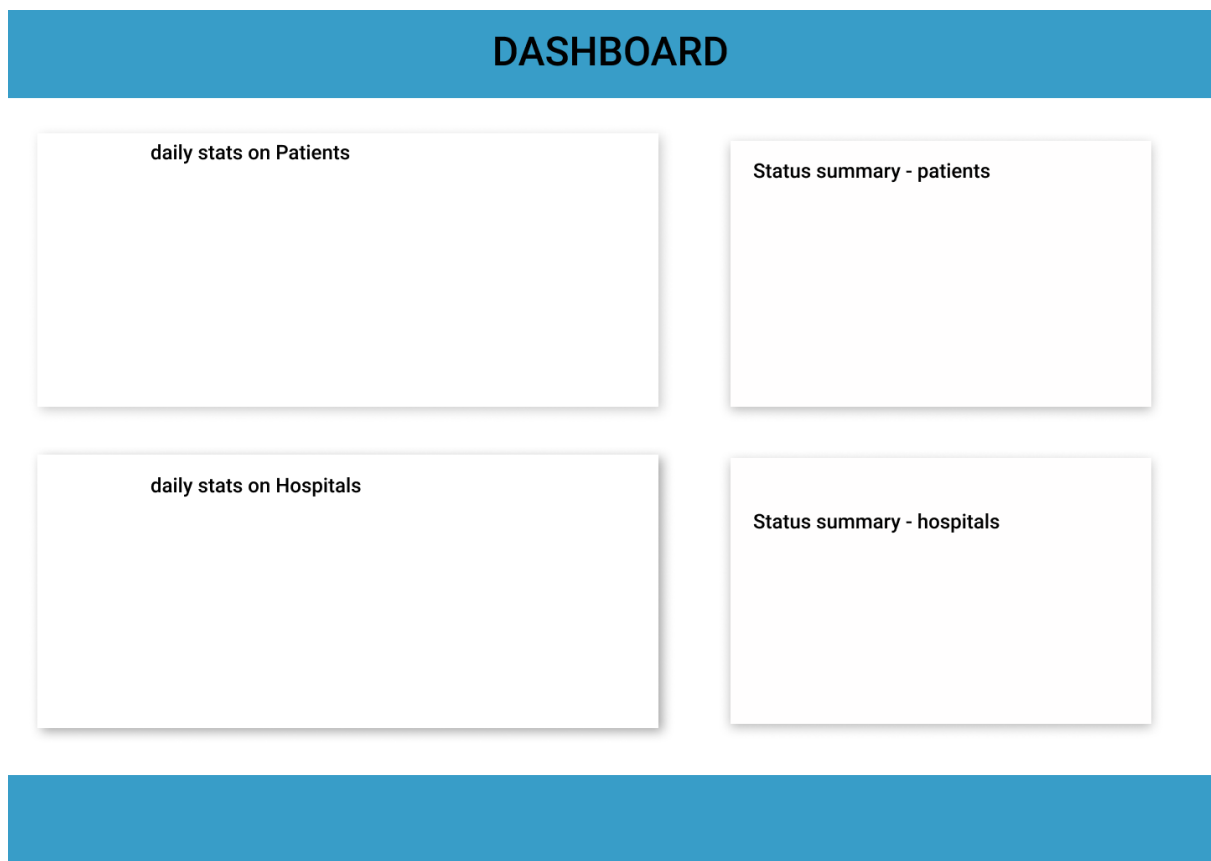 DASHBOARD
daily stats on Patients
Status summary - patients
daily stats on Hospitals
Status summary - hospitals